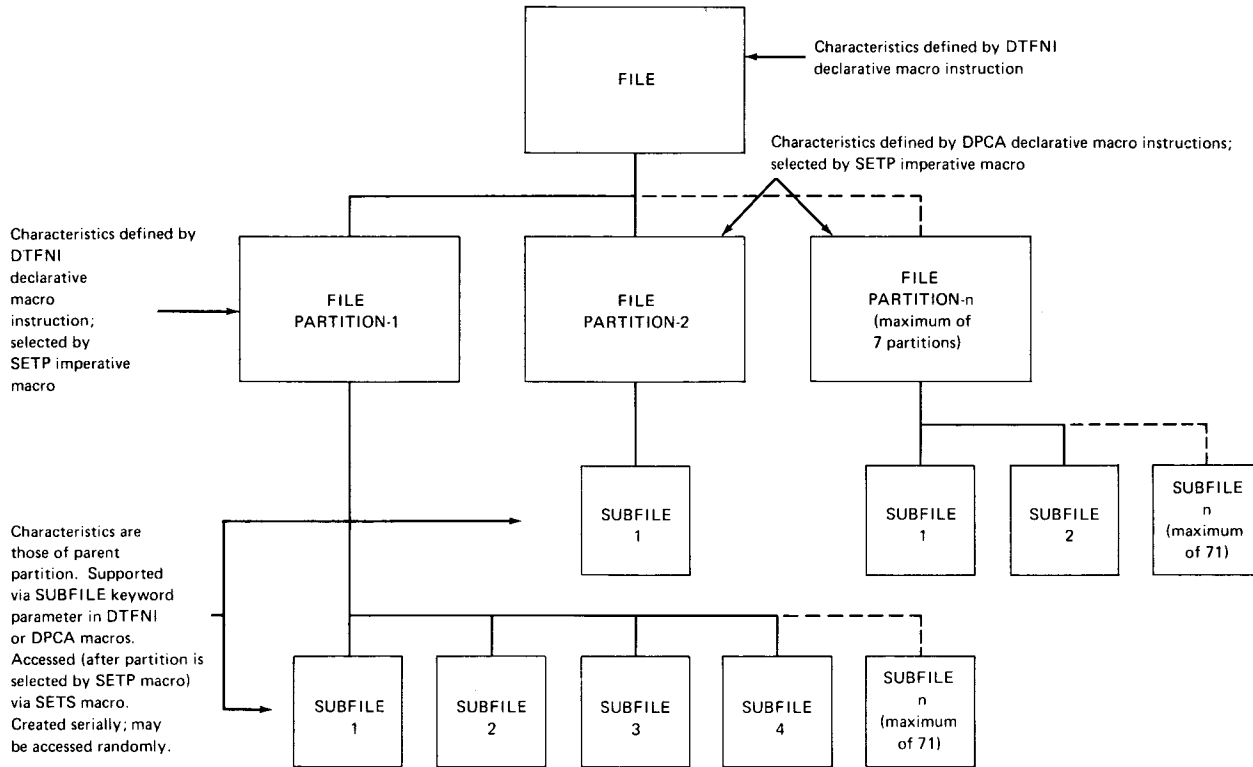 FILE
Characteristics defined by DTFNI
declarative macro instruction
Characteristics defined by DPCA declarative macro instructions;
selected by SETP imperative macro
Characteristics defined by
DTFNI
declarative
macro
instruction;
selected by
SETP imperative
macro
FILE
PARTITION-1
FILE
PARTITION-2
FILE
PARTITION-n
(maximum of
7 partitions)
SUBFILE
1
SUBFILE
1
SUBFILE
2
SUBFILE
n
(maximum
of 71)
Characteristics are
those of parent
partition. Supported
via SUBFILE keyword
parameter in DTFNI
or DPCA macros.
Accessed (after partition is
selected by SETP macro)
via SETS macro.
Created serially; may
be accessed randomly.
SUBFILE
1
SUBFILE
2
SUBFILE
3
SUBFILE
4
SUBFILE
n
(maximum
of 71)